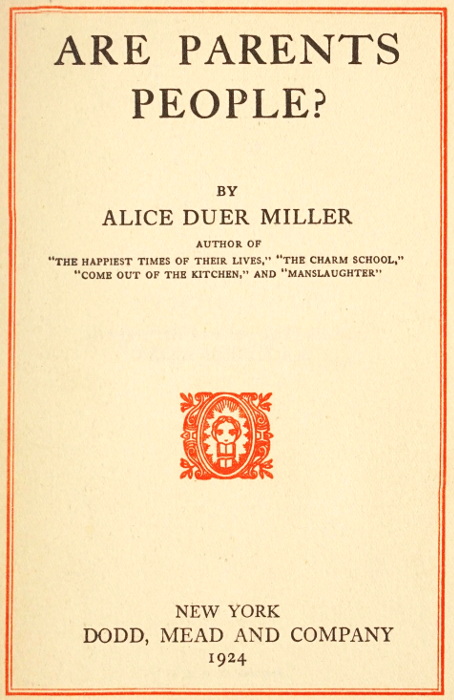 ARE PARENTS
PEOPLE?
BY
ALICE DUER MILLER
AUTHOR OF
"THE HAPPIEST TIMES OF THEIR LIVES," "THE CHARM SCHOOL,"
"COME OUT OF THE KITCHEN," AND "MANSLAUGHTER"
NEW YORK
DODD, MEAD AND COMPANY
1924